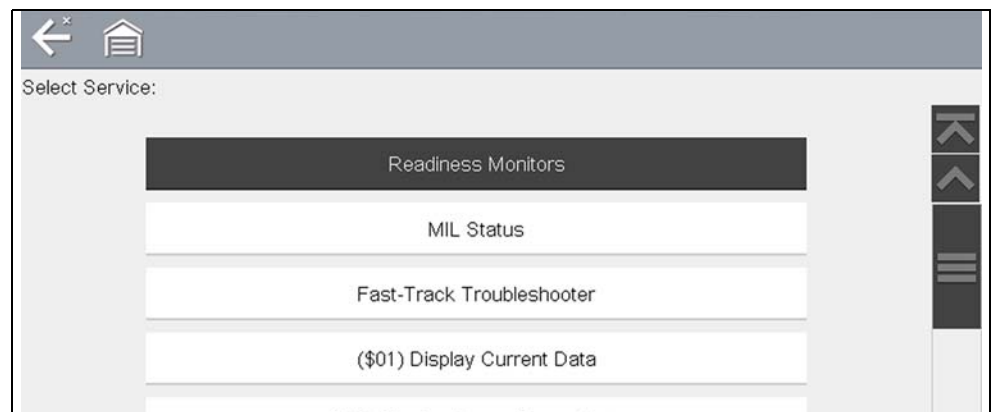 Select Service:
Readiness Monitors
MIL Status
Fast-Track Troubleshooter
($01) Display Current Data